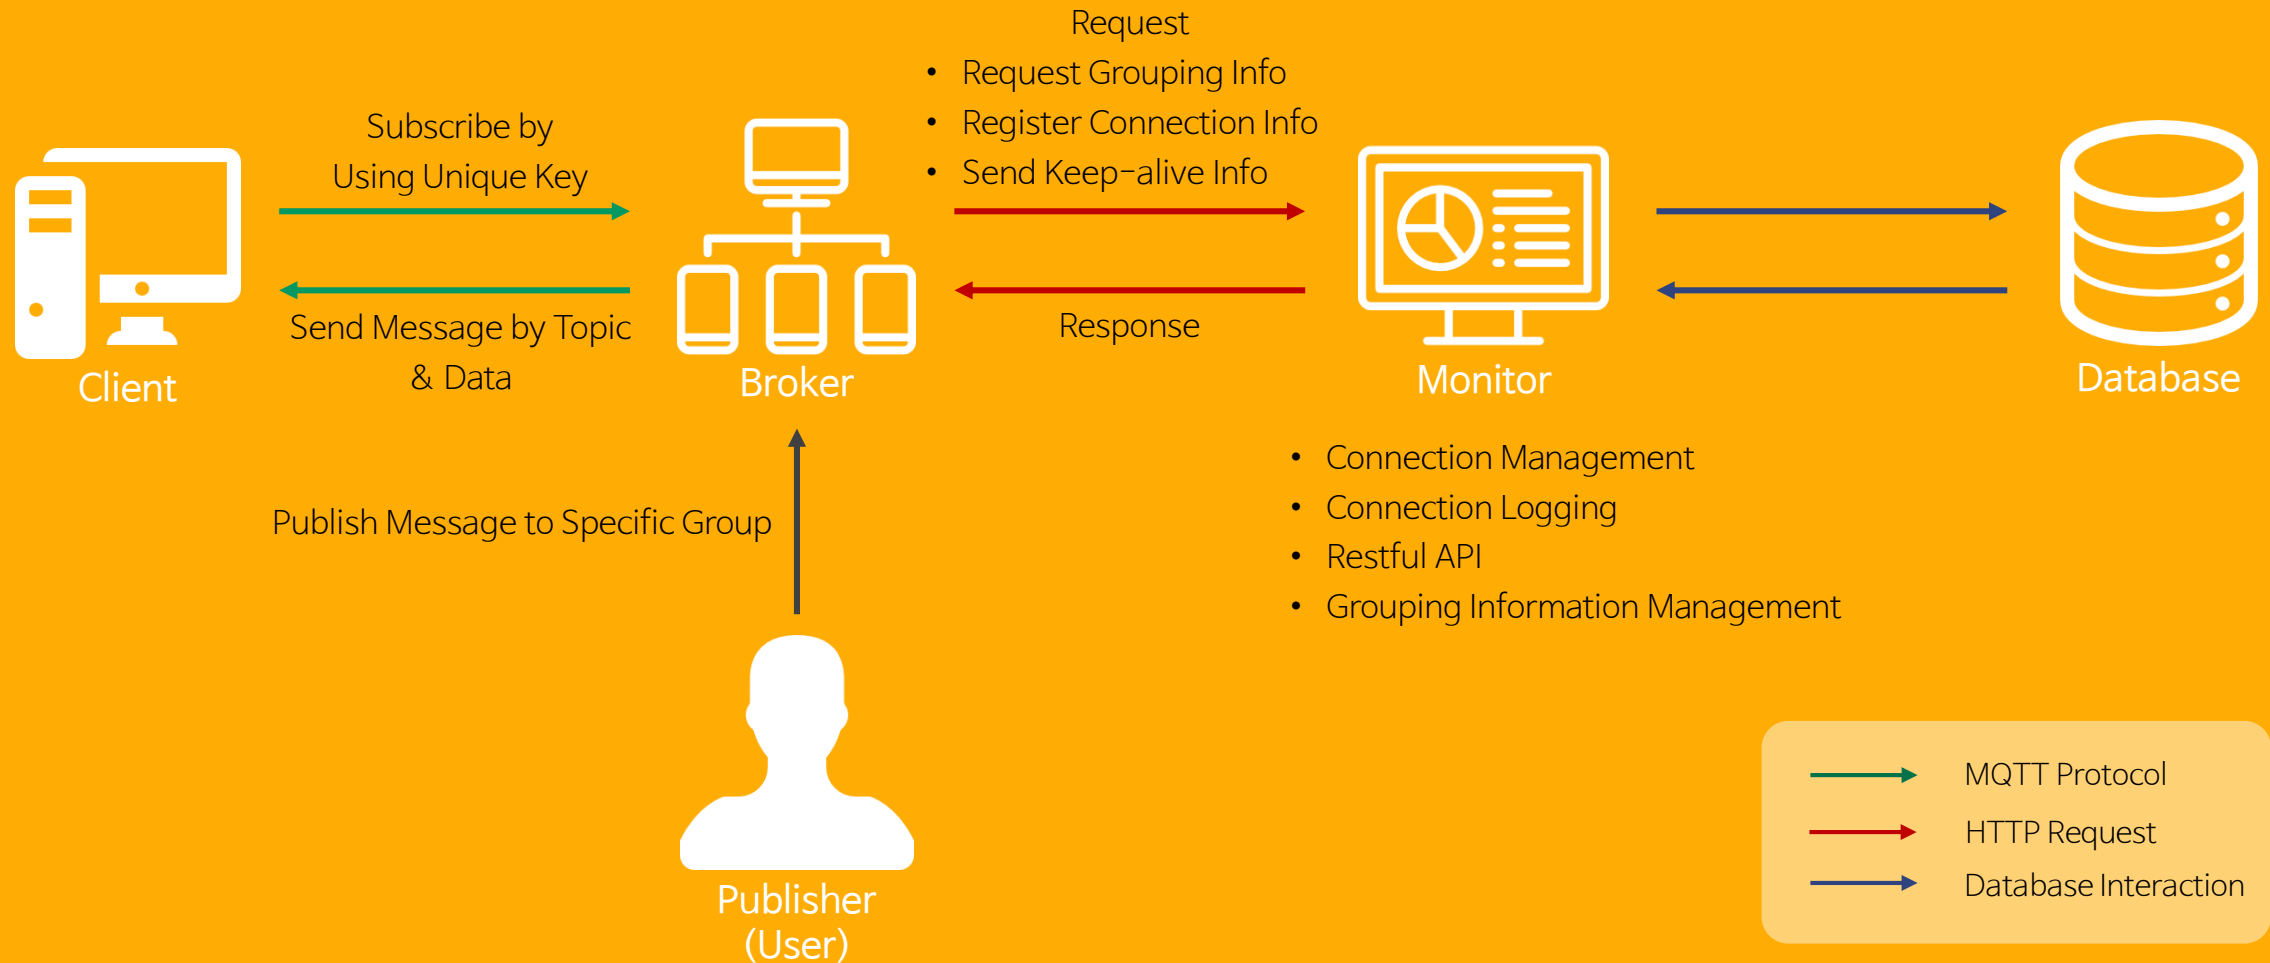 Request
• Request Grouping Info
• Register Connection Info
• Send Keep-alive Info
Subscribe by
Using Unique Key
Send Message by Topic
& Data
Response
Client
Broker
Monitor
Database
• Connection Management
• Connection Logging
• Restful API
• Grouping Information Management
Publish Message to Specific Group
Publisher
(User)
MQTT Protocol
HTTP Request
Database Interaction